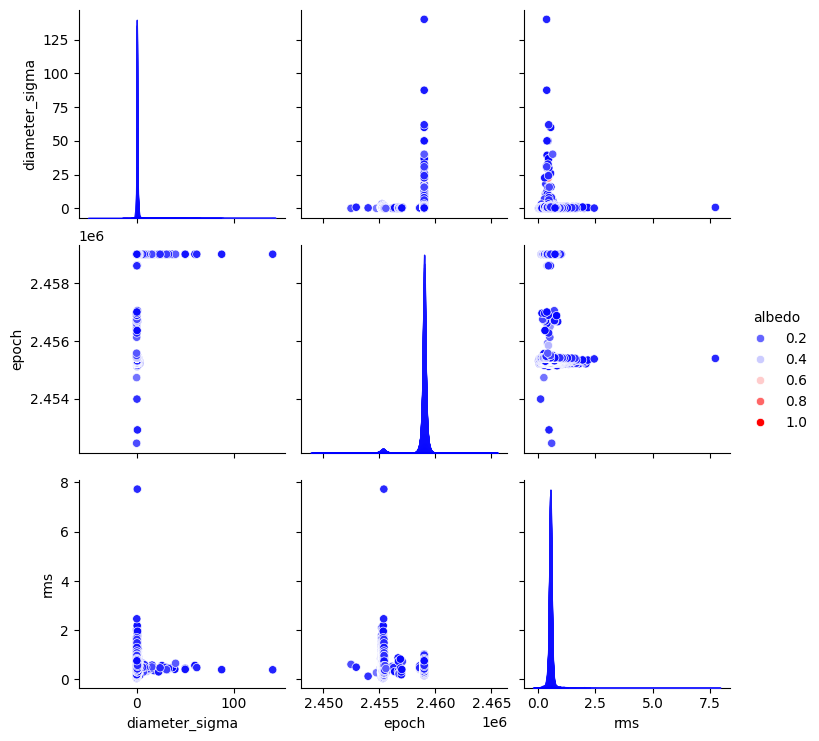 125
100
75
50
25
0
diameter_sigma
1e6
2.458
2.456
2.454
epoch
albedo
0.2
0.4
0.6
0.8
1.0
8
6
4
2
0
rms
0 100
2.450 2.455 2.460 2.465
1e6
0.0 2.5 5.0 7.5
diameter_sigma epoch rms